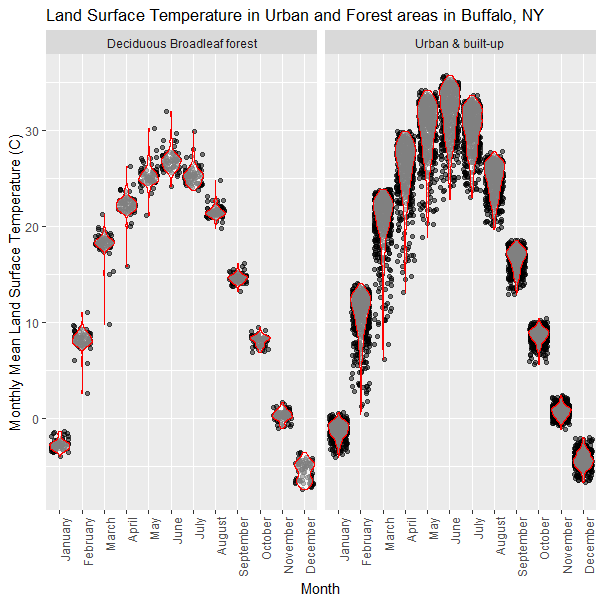 Land Surface Temperature in Urban and Forest areas in Buffalo, NY
Deciduous Broadleaf forest
Urban & built-up
Monthly Mean Land Surface Temperature (C)
30
20
10
0
January
February
March
April
May
June
July
August
September
October
November
December
January
February
March
April
May
June
July
August
September
October
November
December
Month